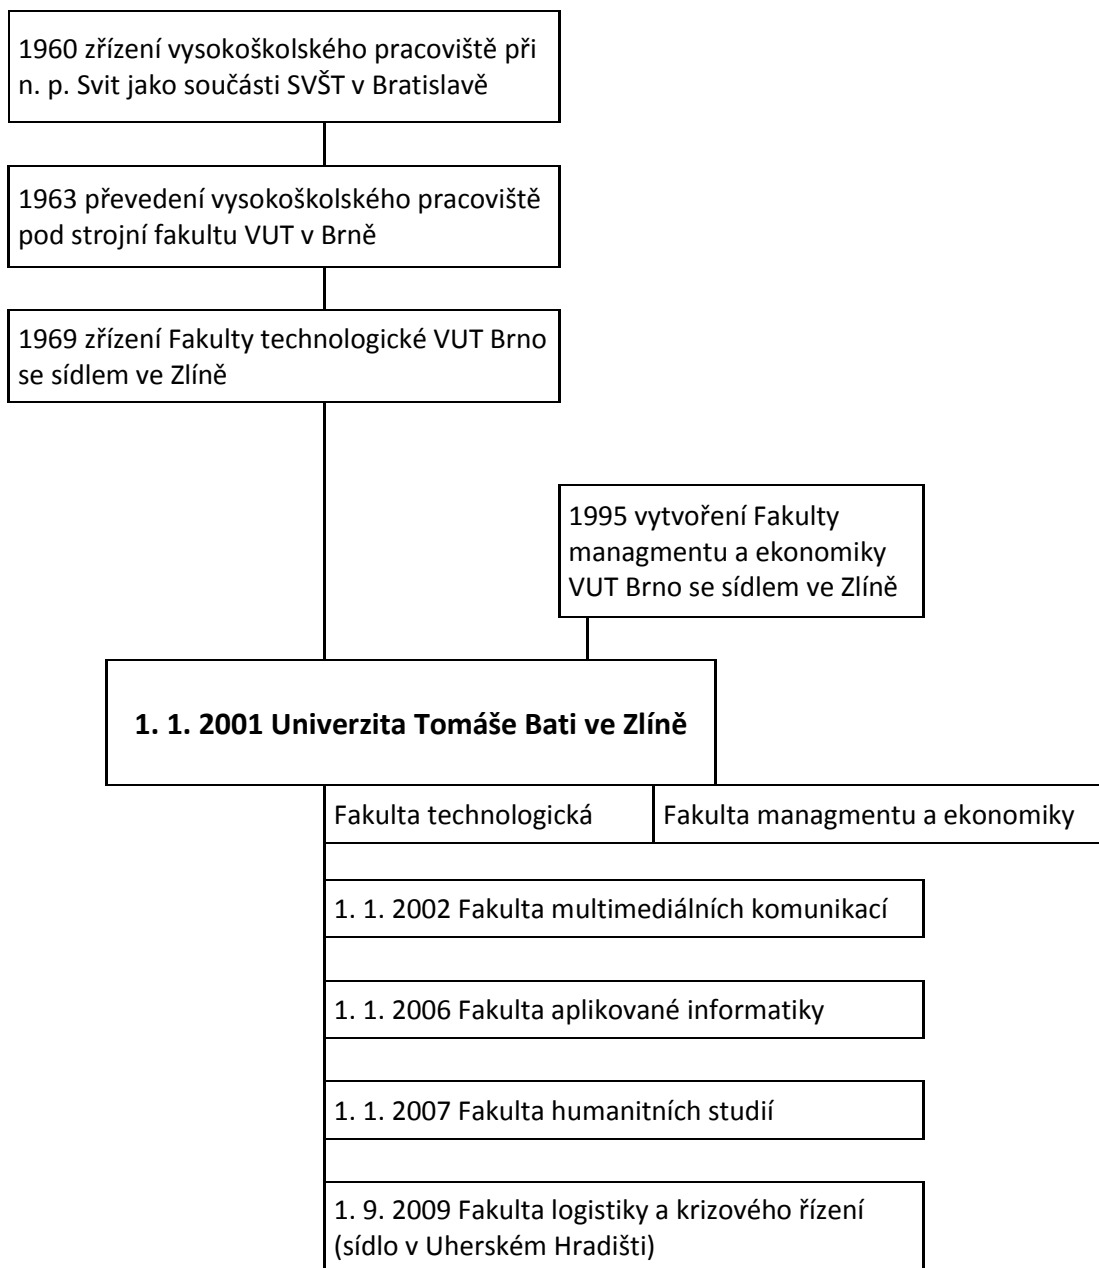 1960 zřízení vysokoškolského pracoviště při
n. p. Svit jako součásti SVŠT v Bratislavě
1963 převedení vysokoškolského pracoviště
pod strojní fakultu VUT v Brně
1969 zřízení Fakulty technologické VUT Brno
se sídlem ve Zlíně
1995 vytvoření Fakulty
managmentu a ekonomiky
VUT Brno se sídlem ve Zlíně
1. 1. 2001 Univerzita Tomáše Bati ve Zlíně
Fakulta technologická
Fakulta managmentu a ekonomiky
1. 1. 2002 Fakulta multimediálních komunikací
1. 1. 2006 Fakulta aplikované informatiky
1. 1. 2007 Fakulta humanitních studií
1. 9. 2009 Fakulta logistiky a krizového řízení
(sídlo v Uherském Hradišti)